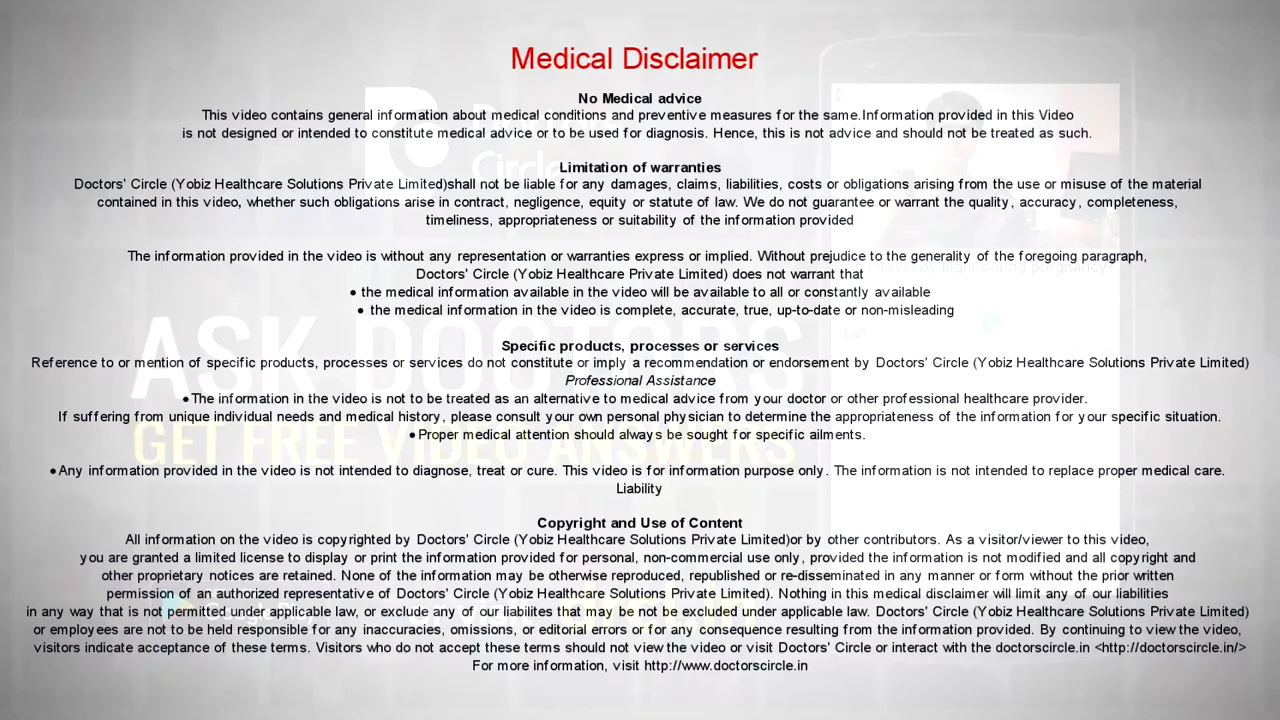 Medical Disclaimer
No Medical advice
This video contains general information about medical conditions and preventive measures for the same.Information provided in this Video
is not designed or intended to constitute medical advice or to be used for diagnosis. Hence, this is not advice and should not be treated as such.
Limitation of warranties
Doctors' Circle (Yobiz Healthcare Solutions Private Limited)shall not be liable for any damages, claims, liabilities, costs or obligations arising from the use or misuse of the material
contained in this video, whether such obligations arise in contract, negligence, equity or statute of law. We do not guarantee or warrant the quality, accuracy, completeness,
timeliness, appropriateness or suitability of the information provided
The information provided in the video is without any representation or warranties express or implied. Without prejudice to the generality of the foregoing paragraph,
Doctors' Circle (Yobiz Healthcare Private Limited) does not warrant that
• the medical information available in the video will be available to all or constantly available
• the medical information in the video is complete, accurate, true, up-to-date or non-misleading
Specific products, processes or services
Reference to or mention of specific products, processes or services do not constitute or imply a recommendation or endorsement by Doctors' Circle (Yobiz Healthcare Solutions Private Limited)
Professional Assistance
•The information in the video is not to be treated as an alternative to medical advice from your doctor or other professional healthcare provider.
If suffering from unique individual needs and medical history, please consult your own personal physician to determine the appropriateness of the information for your specific situation.
•Proper medical attention should always be sought for specific ailments.
•Any information provided in the video is not intended to diagnose, treat or cure. This video is for information purpose only. The information is not intended to replace proper medical care.
Liability
Copyright and Use of Content
All information on the video is copyrighted by Doctors' Circle (Yobiz Healthcare Solutions Private Limited)or by other contributors. As a visitor/viewer to this video,
you are granted a limited license to display or print the information provided for personal, non-commercial use only, provided the information is not modified and all copyright and
other proprietary notices are retained. None of the information may be otherwise reproduced, republished or re-disseminated in any manner or form without the prior written
permission of an authorized representative of Doctors' Circle (Yobiz Healthcare Solutions Private Limited). Nothing in this medical disclaimer will limit any of our liabilities
in any way that is not permitted under applicable law, or exclude any of our liabilites that may be not be excluded under applicable law. Doctors' Circle (Yobiz Healthcare Solutions Private Limited)
or employees are not to be held responsible for any inaccuracies, omissions, or editorial errors or for any consequence resulting from the information provided. By continuing to view the video,
visitors indicate acceptance of these terms. Visitors who do not accept these terms should not view the video or visit Doctors' Circle or interact with the doctorscircle.in <http://doctorscircle.in/>
For more information, visit http://www.doctorscircle.in
Circle
ASK DOCTORS
GET FREE VIDEO ANSWERS
travel by flight during pregnancy?
Google Play
or visit